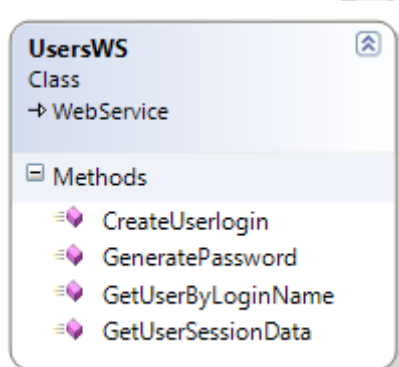 UsersWS
Class
WebService
Methods
CreateUserlogin
GeneratePassword
GetUserByLoginName
GetUserSessionData